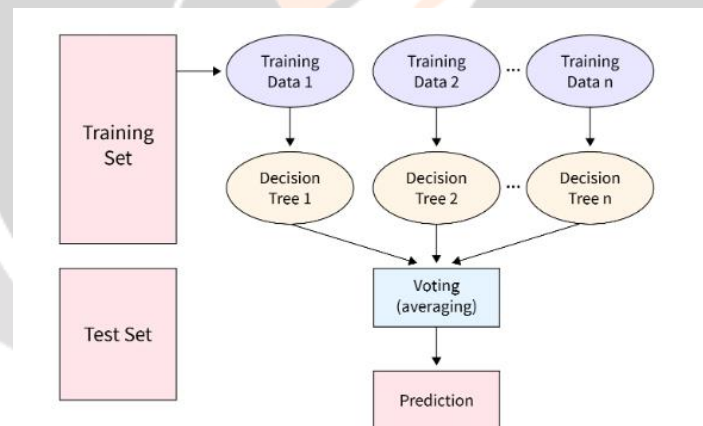 Training
Set
Training
Data 1
Training
Data 2
...
Training
Data n
Decision
Tree 1
Decision
Tree 2
...
Decision
Tree n
Voting
(averaging)
Test Set
Prediction